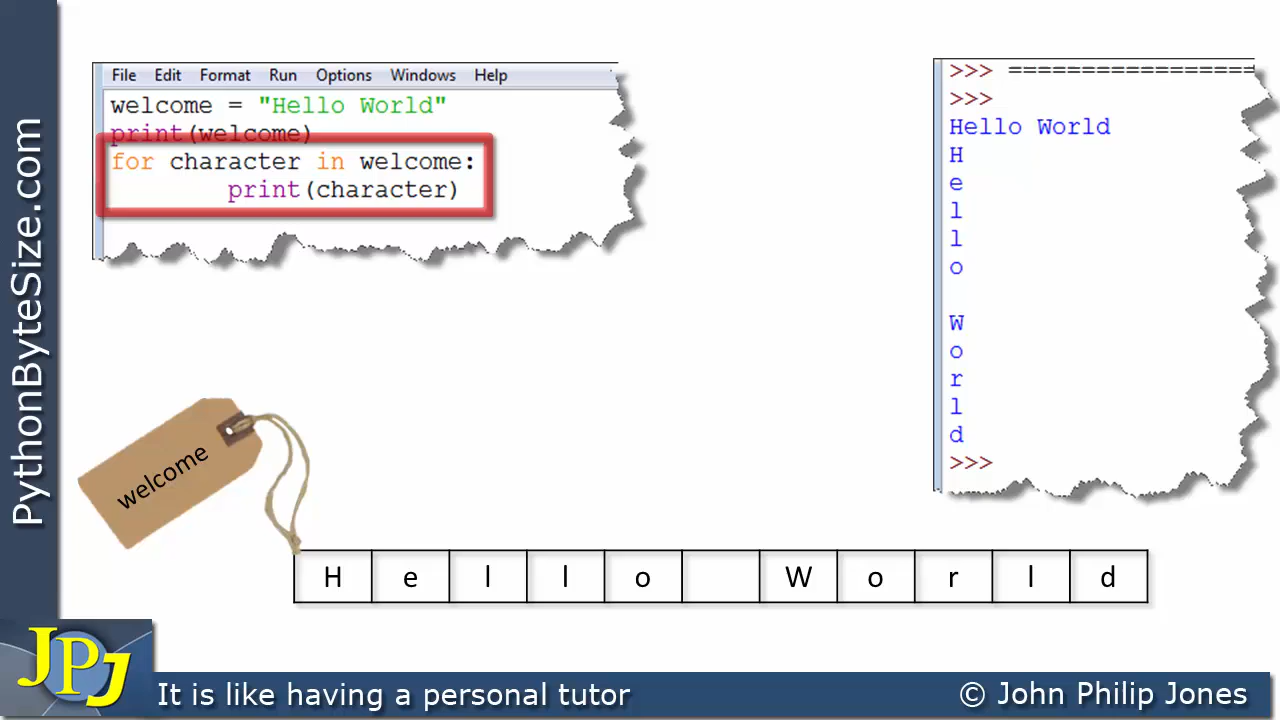 PythonByteSize.com
File Edit Format Run Options Windows Help
welcome = "Hello World"
print(welcome)
for character in welcome:
        print(character)
>>> =================
>>>
Hello World
H
e
l
l
o

W
o
r
l
d
>>>
welcome
H e l l o   W o r l d
JPJ
It is like having a personal tutor
© John Philip Jones